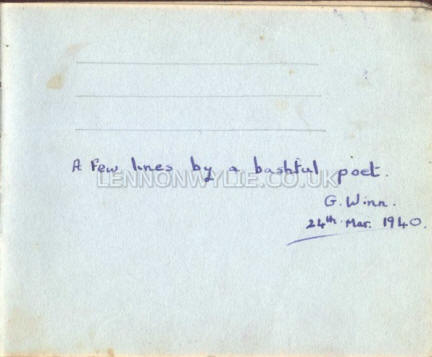 A Few lines by a bashful poet.
LENNONWYLIE.CO.UK
G. Winn.
24th Mar. 1940.